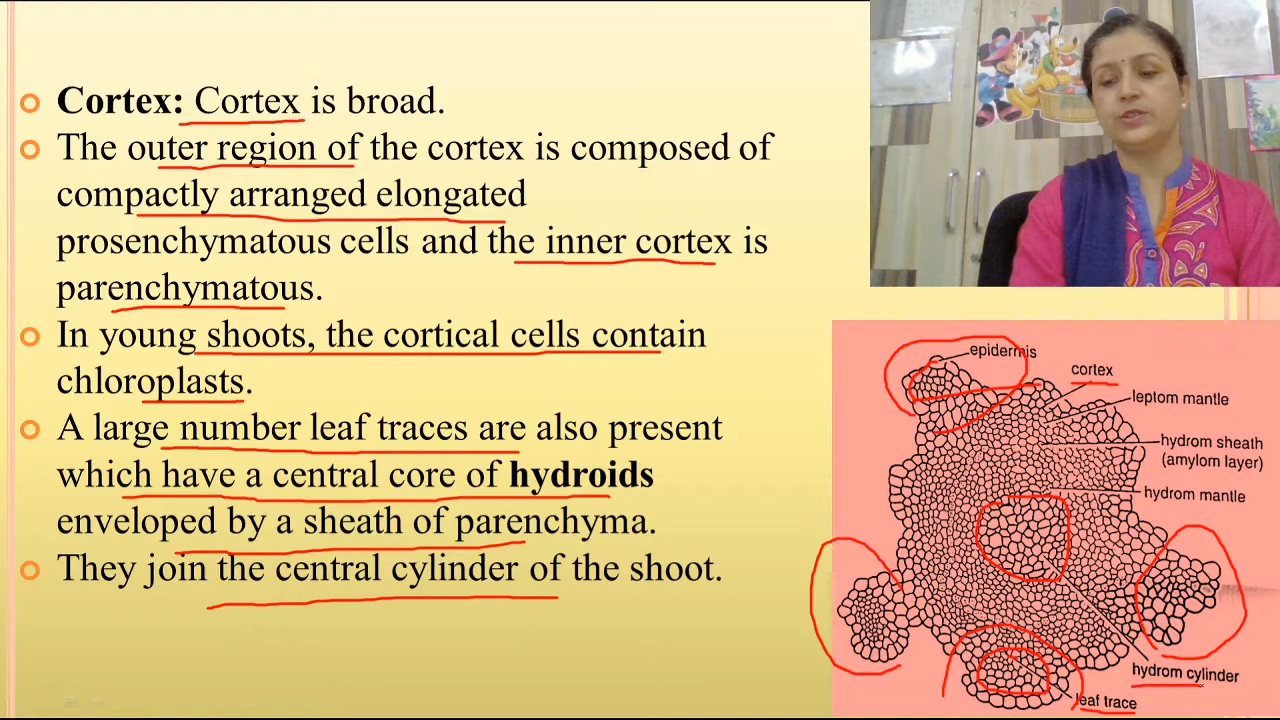 Cortex: Cortex is broad.
The outer region of the cortex is composed of
compactly arranged elongated
prosenchymatous cells and the inner cortex is
parenchymatous.
In young shoots, the cortical cells contain
chloroplasts.
A large number leaf traces are also present
which have a central core of hydroids
enveloped by a sheath of parenchyma.
They join the central cylinder of the shoot.
epidermis
cortex
leptom mantle
hydrom sheath
(amylom layer)
hydrom mantle
hydrom cylinder
leaf trace